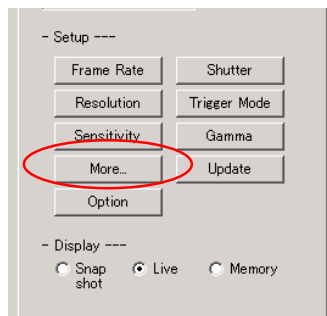 - Setup ---
Frame Rate Shutter
Resolution Trigger Mode
Sensitivity Gamma
More... Update
Option
- Display ---
Snap shot Live Memory